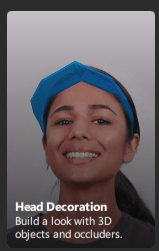 Head Decoration
Build a look with 3D
objects and occluders.